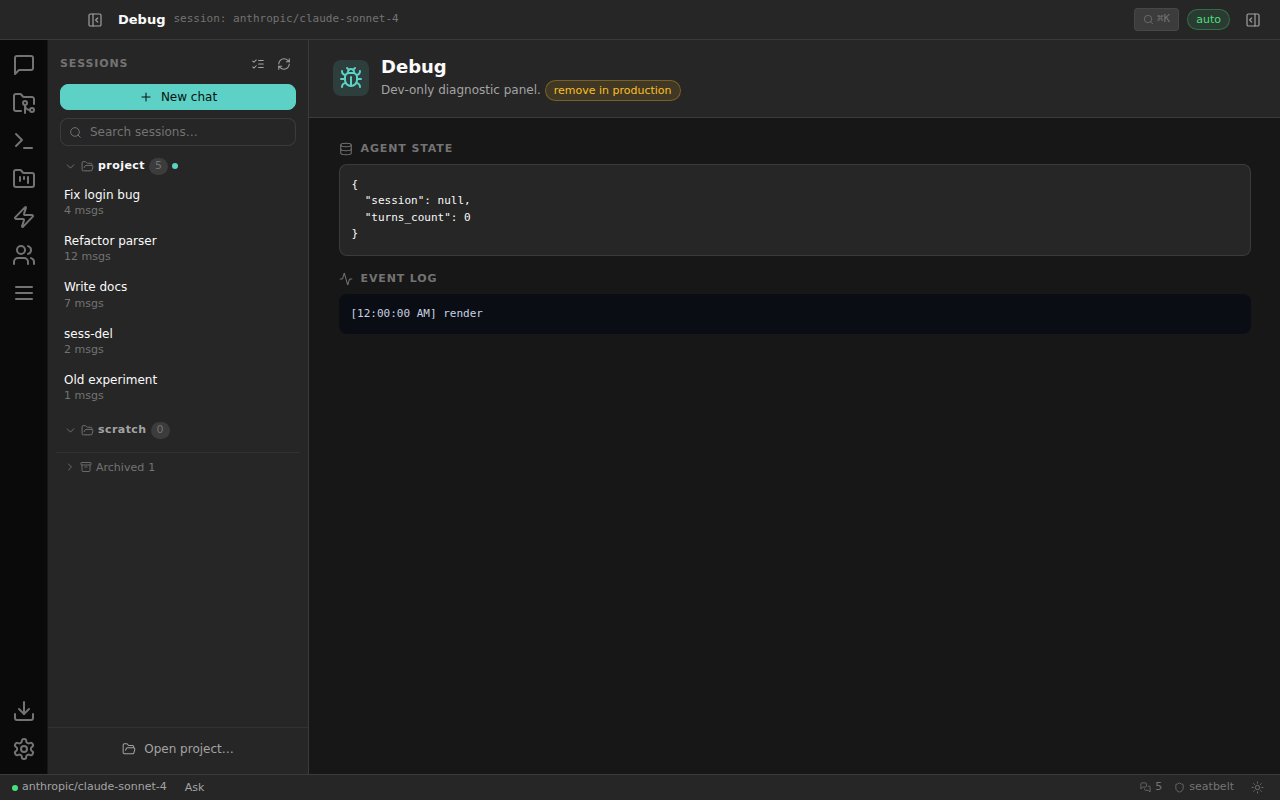 Debug session: anthropic/claude-sonnet-4
⌘K auto
SESSIONS
New chat
Search sessions…
project 5
Fix login bug
4 msgs
Refactor parser
12 msgs
Write docs
7 msgs
sess-del
2 msgs
Old experiment
1 msgs
scratch 0
Archived 1
Open project…
Debug
Dev-only diagnostic panel. remove in production
AGENT STATE
{
  "session": null,
  "turns_count": 0
}
EVENT LOG
[12:00:00 AM] render
anthropic/claude-sonnet-4 Ask
5 seatbelt